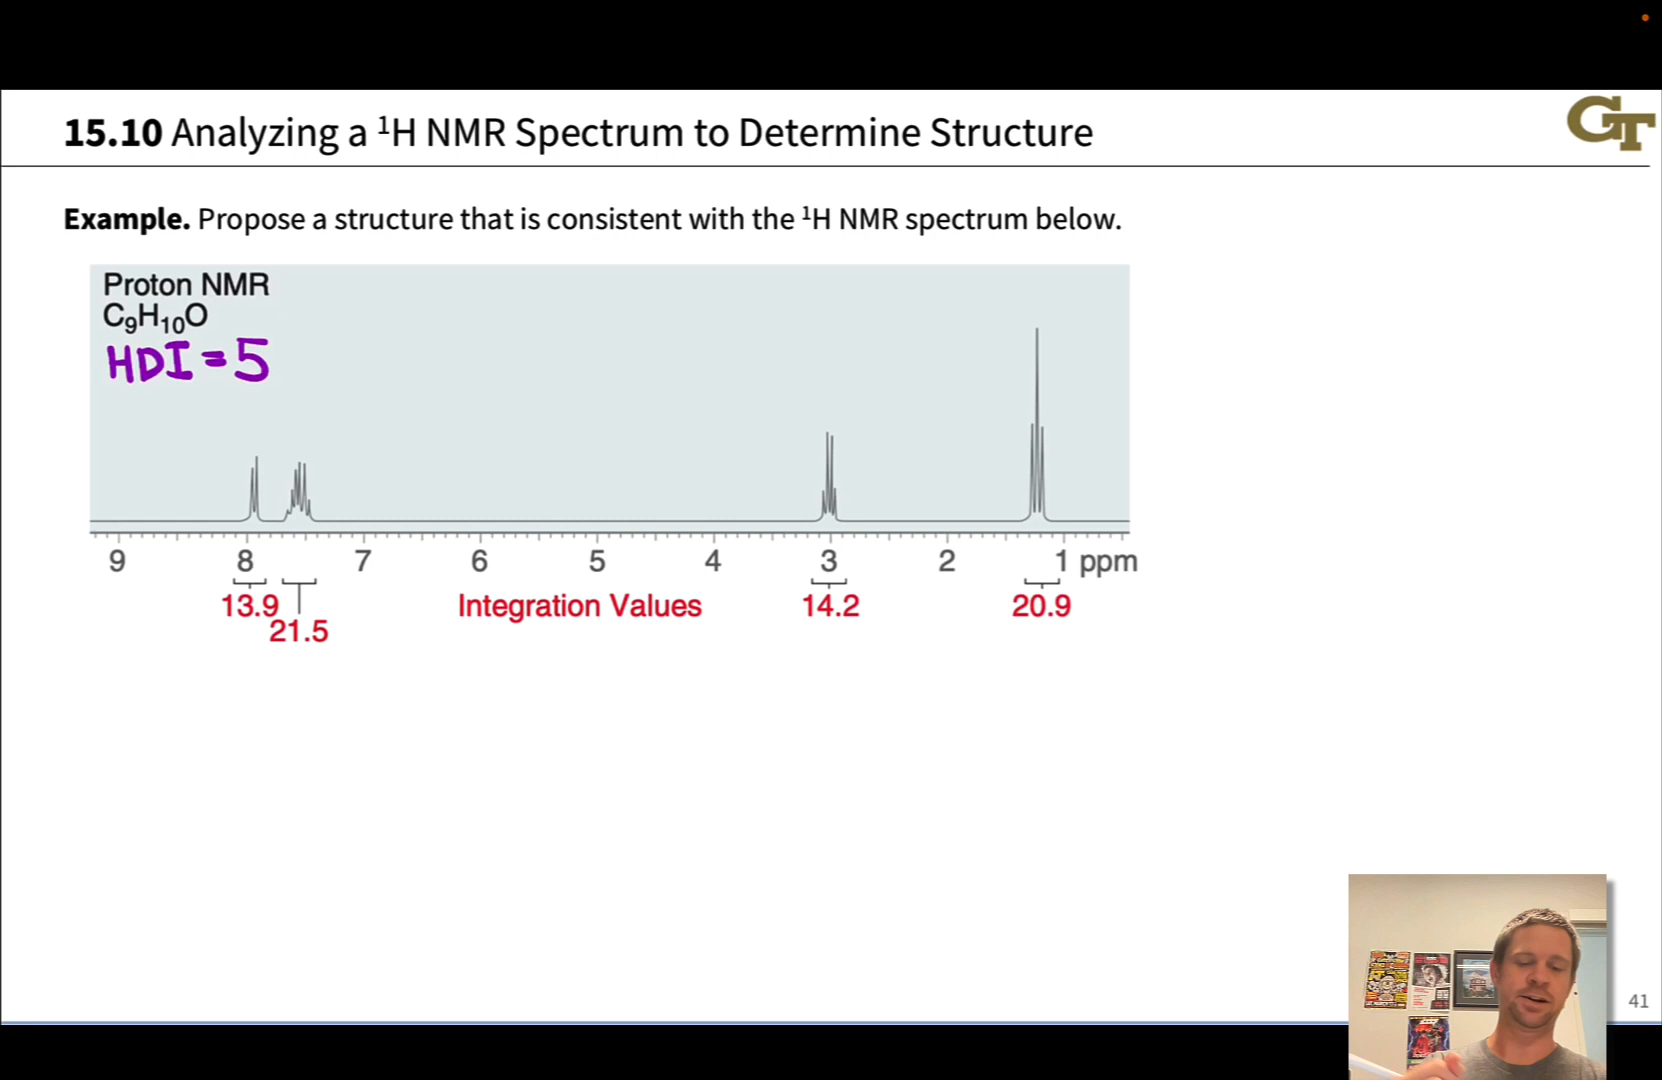 GT
15.10 Analyzing a ¹H NMR Spectrum to Determine Structure
Example. Propose a structure that is consistent with the ¹H NMR spectrum below.
Proton NMR
C₉H₁₀O
HDI = 5
9 8 7 6 5 4 3 2 1 ppm
13.9 Integration Values 14.2 20.9
21.5
41